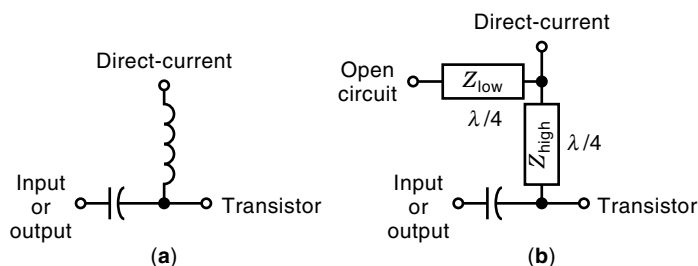 Direct-current
Input
or
output
Transistor
(a)
Direct-current
Open
circuit
Z_low
λ/4
Z_high
λ/4
Input
or
output
Transistor
(b)